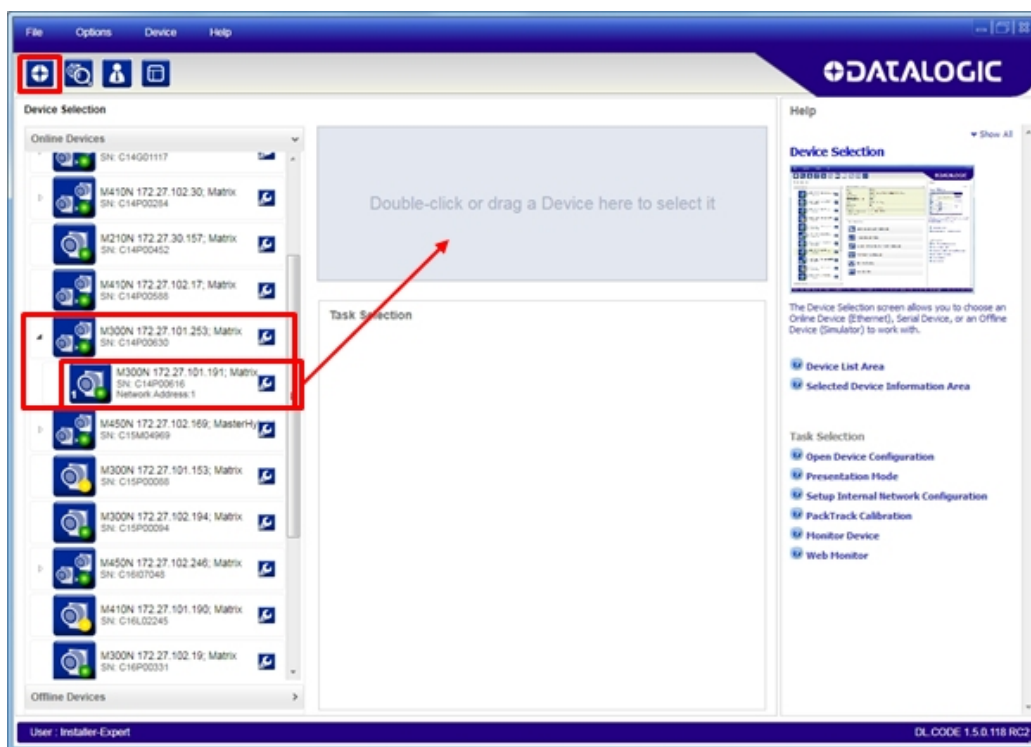 File Options Device Help
DATALOGIC
Device Selection
Online Devices
SN: C14G01117
M410N 172.27.102.30; Matrix
SN: C14P00284
M210N 172.27.30.157; Matrix
SN: C14P00452
M410N 172.27.102.17; Matrix
SN: C14P00588
M300N 172.27.101.253; Matrix
SN: C14P00630
M300N 172.27.101.191; Matrix
SN: C14P00616
Network Address:1
1
M450N 172.27.102.169; MasterHy
SN: C15M04969
M300N 172.27.101.153; Matrix
SN: C15P00088
M300N 172.27.102.194; Matrix
SN: C15P00094
M450N 172.27.102.246; Matrix
SN: C16I07048
M410N 172.27.101.190; Matrix
SN: C16L02245
M300N 172.27.102.19; Matrix
SN: C16P00331
Offline Devices
Double-click or drag a Device here to select it
Task Selection
Help
Show All
Device Selection
The Device Selection screen allows you to choose an
Online Device (Ethernet), Serial Device, or an Offline
Device (Simulator) to work with.
Device List Area
Selected Device Information Area
Task Selection
Open Device Configuration
Presentation Mode
Setup Internal Network Configuration
PackTrack Calibration
Monitor Device
Web Monitor
User : Installer-Expert
DL.CODE 1.5.0.118 RC2